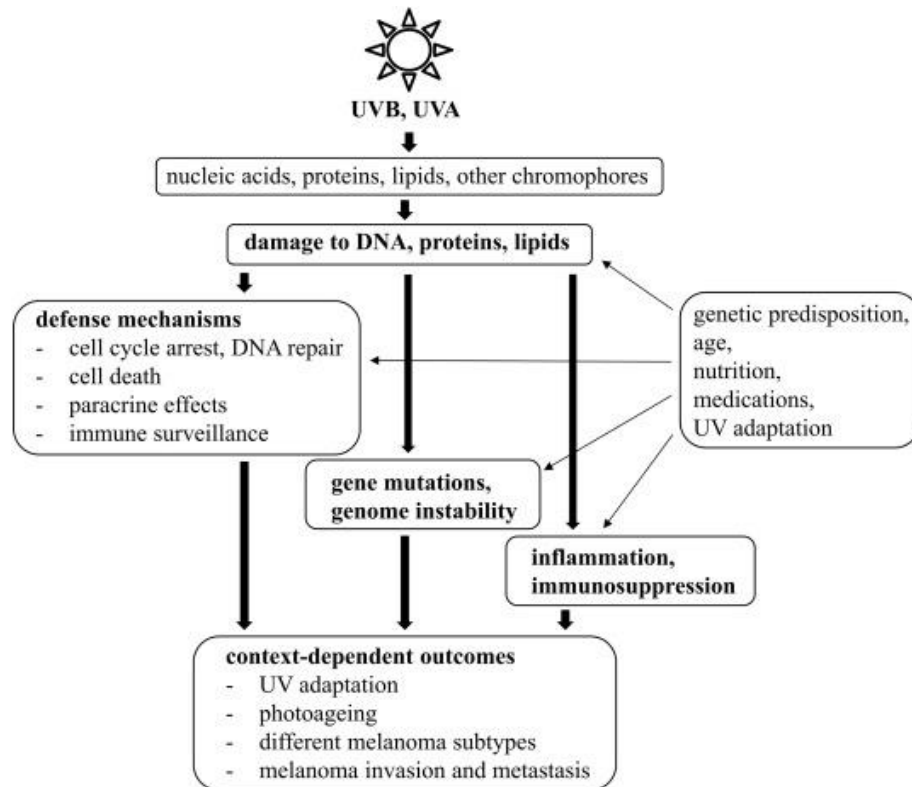 UVB, UVA
nucleic acids, proteins, lipids, other chromophores
damage to DNA, proteins, lipids
defense mechanisms
- cell cycle arrest, DNA repair
- cell death
- paracrine effects
- immune surveillance
genetic predisposition,
age,
nutrition,
medications,
UV adaptation
gene mutations,
genome instability
inflammation,
immunosuppression
context-dependent outcomes
- UV adaptation
- photoageing
- different melanoma subtypes
- melanoma invasion and metastasis